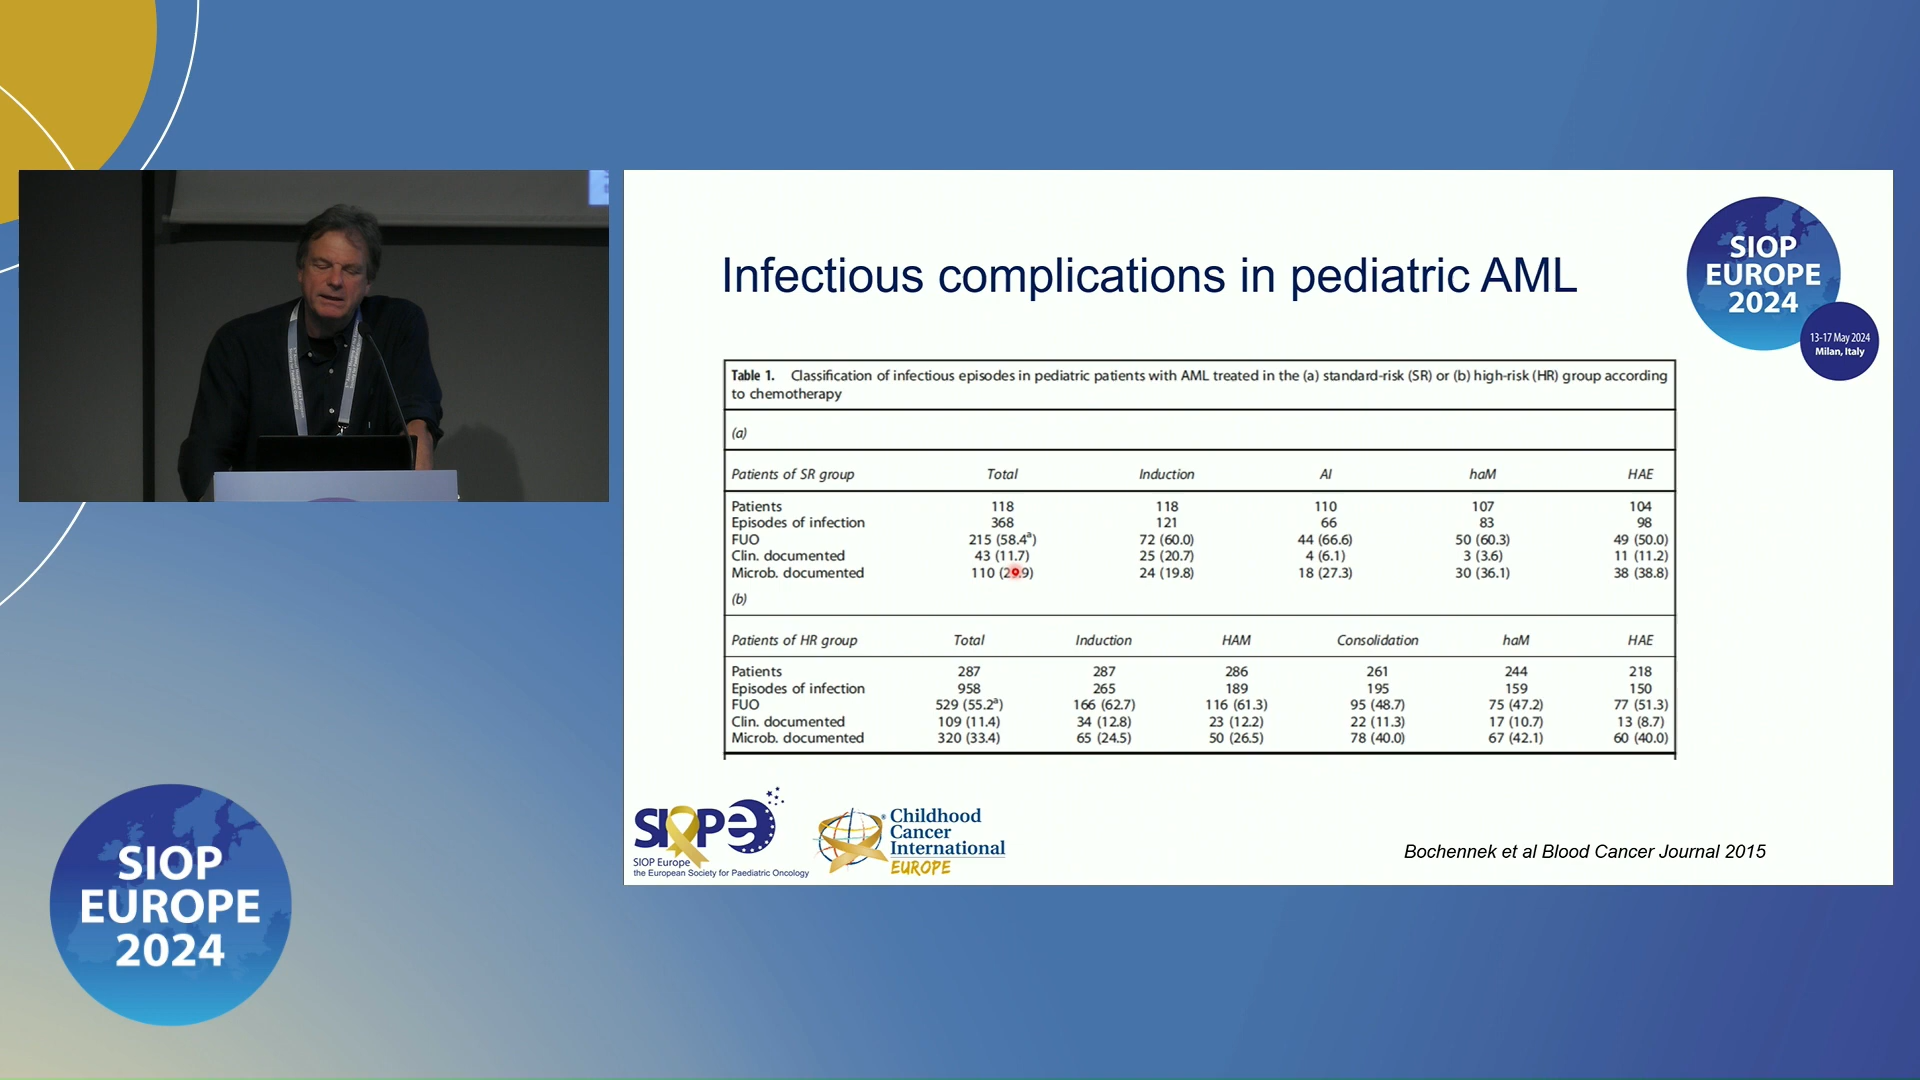 Infectious complications in pediatric AML
SIOP
EUROPE
2024
13-17 May 2024
Milan, Italy
Table 1. Classification of infectious episodes in pediatric patients with AML treated in the (a) standard-risk (SR) or (b) high-risk (HR) group according
to chemotherapy
(a)
Patients of SR group Total Induction AI haM HAE
Patients 118 118 110 107 104
Episodes of infection 368 121 66 83 98
FUO 215 (58.4a) 72 (60.0) 44 (66.6) 50 (60.3) 49 (50.0)
Clin. documented 43 (11.7) 25 (20.7) 4 (6.1) 3 (3.6) 11 (11.2)
Microb. documented 110 24 (19.8) 18 (27.3) 30 (36.1) 38 (38.8)
(b)
Patients of HR group Total Induction HAM Consolidation haM HAE
Patients 287 287 286 261 244 218
Episodes of infection 958 265 189 195 159 150
FUO 529 (55.2a) 166 (62.7) 116 (61.3) 95 (48.7) 75 (47.2) 77 (51.3)
Clin. documented 109 (11.4) 34 (12.8) 23 (12.2) 22 (11.3) 17 (10.7) 13 (8.7)
Microb. documented 320 (33.4) 65 (24.5) 50 (26.5) 78 (40.0) 67 (42.1) 60 (40.0)
SIOPe
SIOP Europe
the European Society for Paediatric Oncology
Childhood
Cancer
International
EUROPE
Bochennek et al Blood Cancer Journal 2015
SIOP
EUROPE
2024